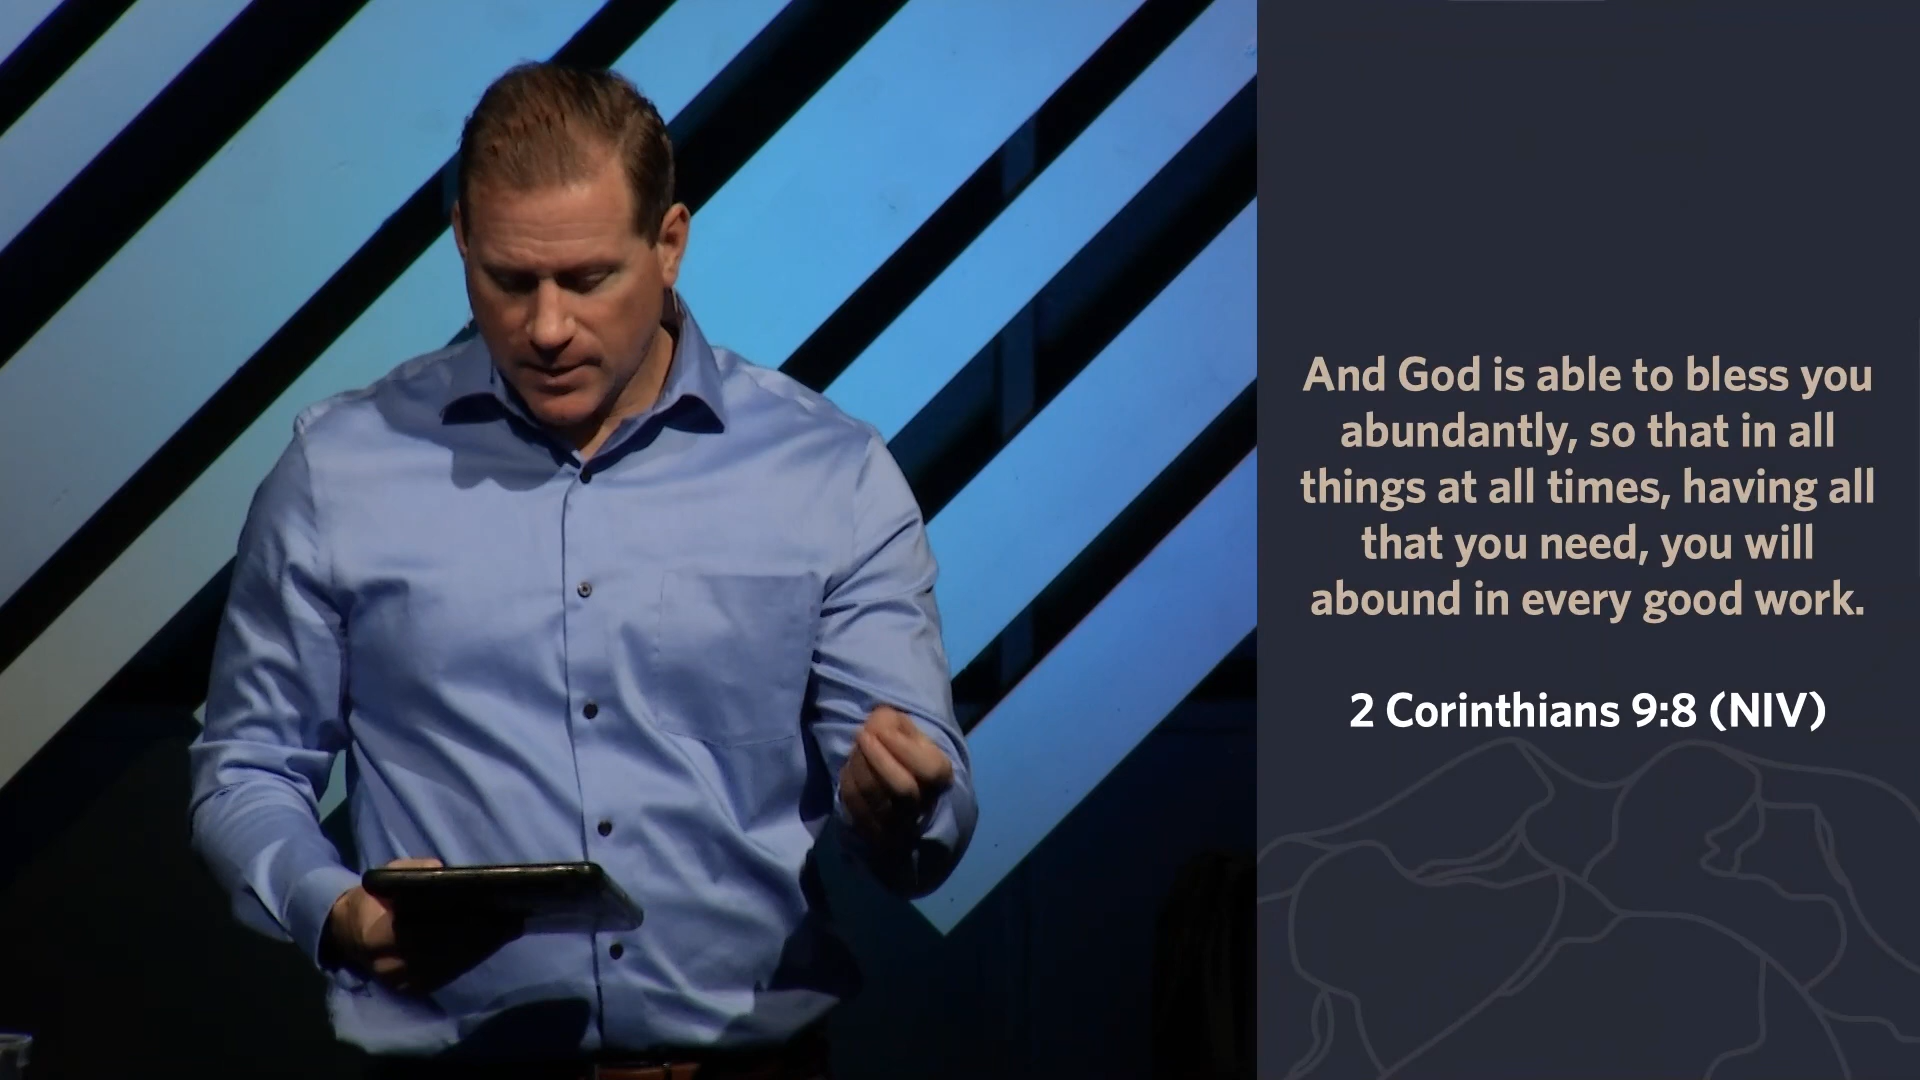 And God is able to bless you
abundantly, so that in all
things at all times, having all
that you need, you will
abound in every good work.
2 Corinthians 9:8 (NIV)